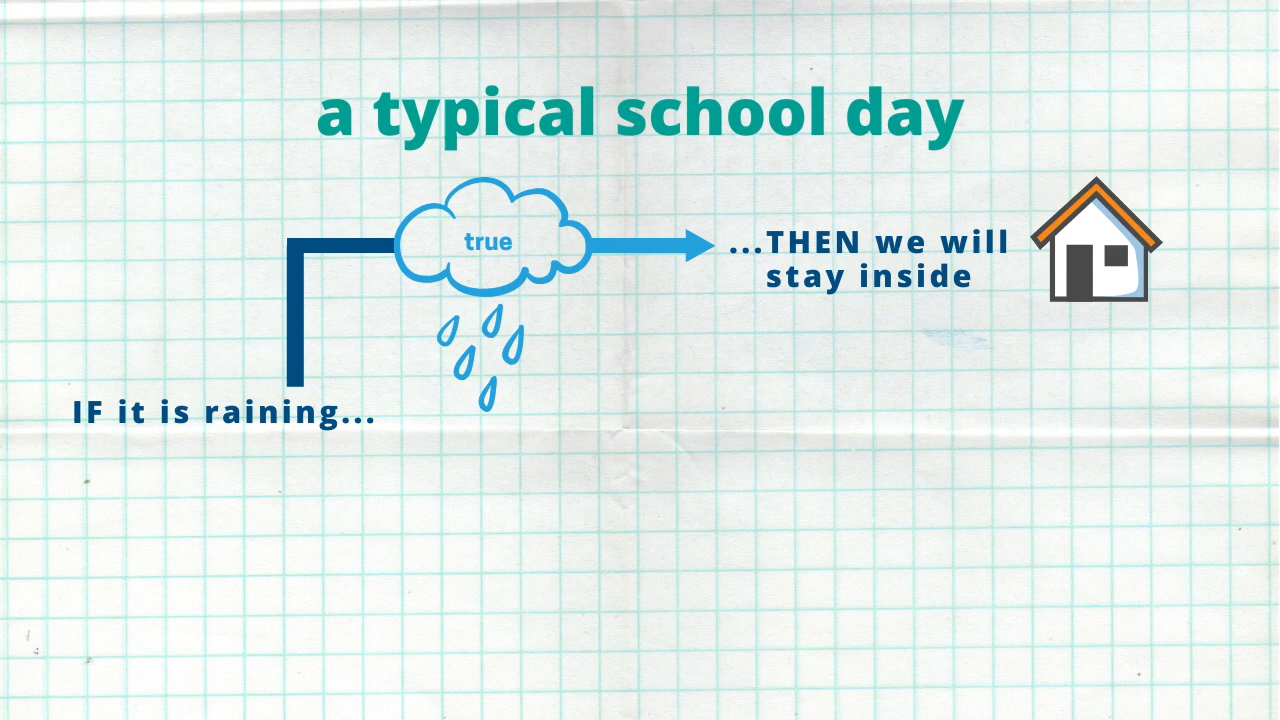 a typical school day
true
...THEN we will
stay inside
IF it is raining...